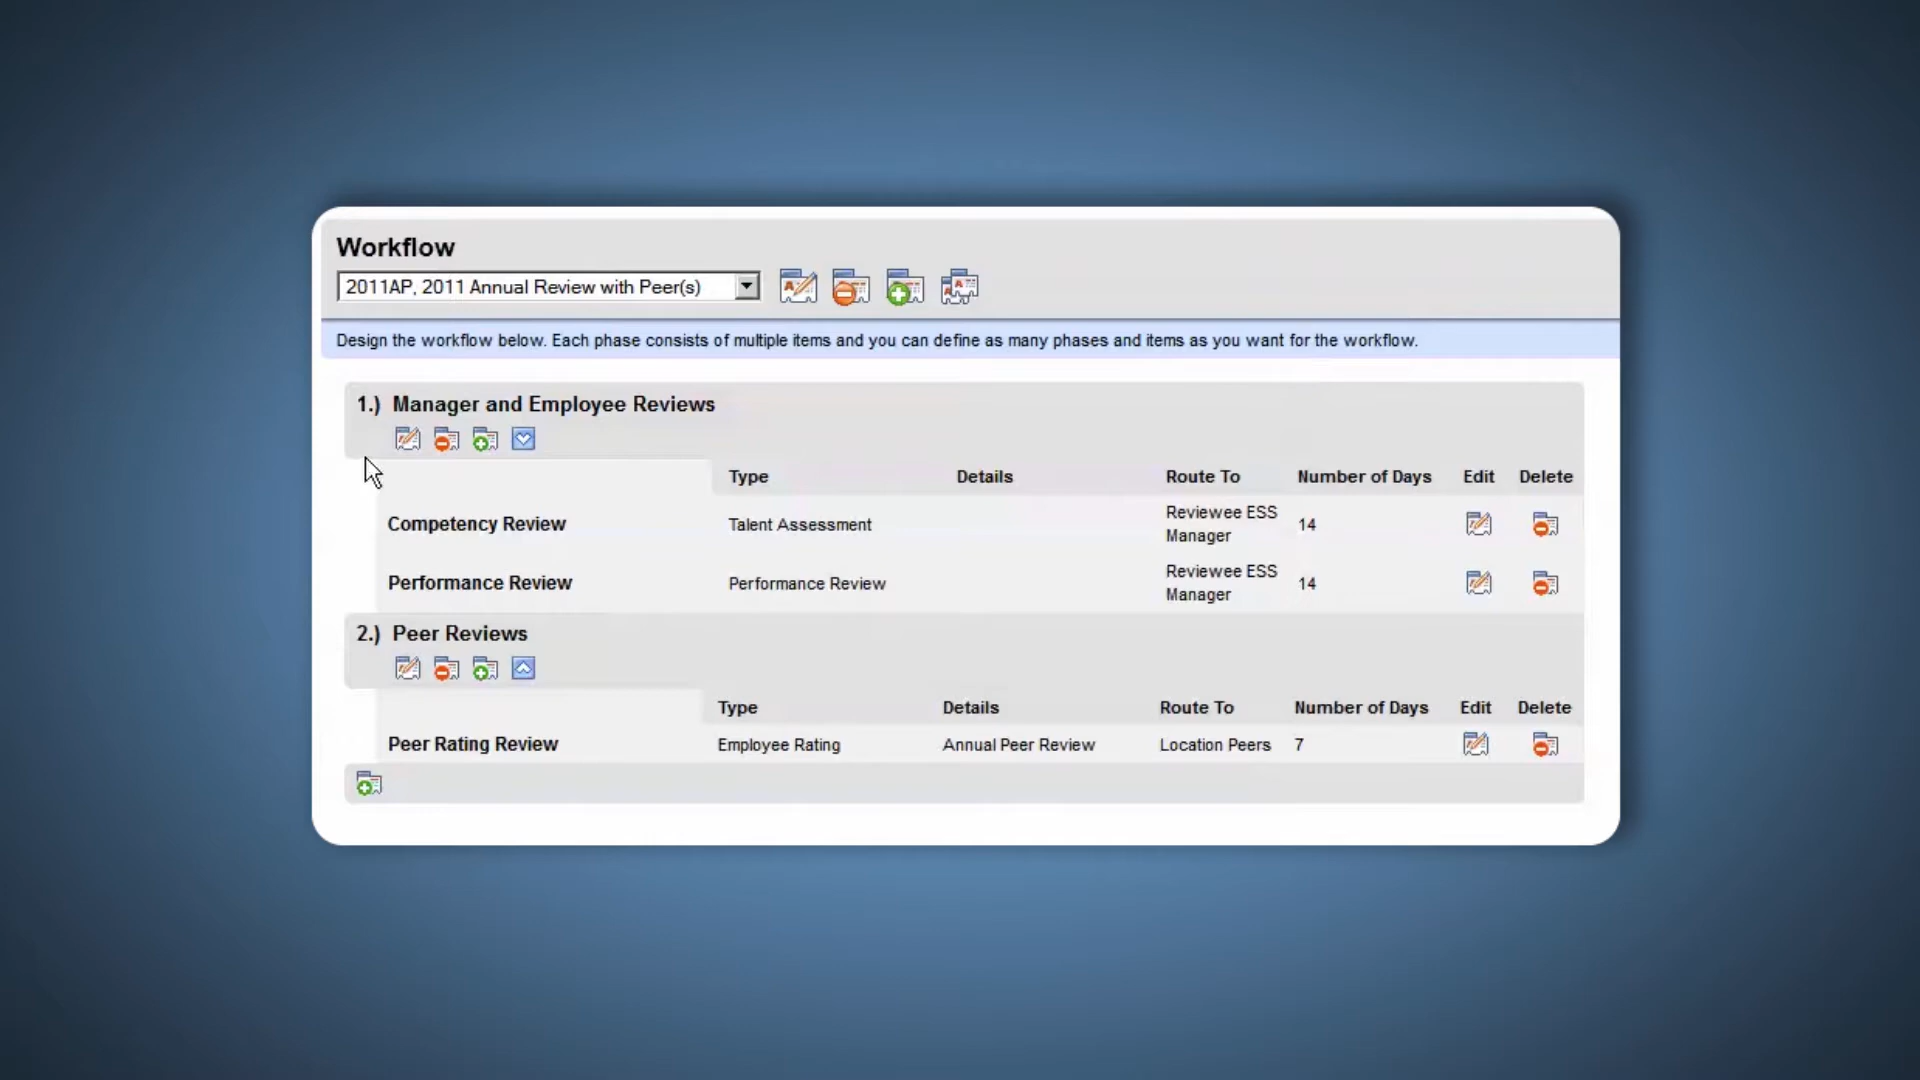 Workflow
2011AP, 2011 Annual Review with Peer(s)
Design the workflow below. Each phase consists of multiple items and you can define as many phases and items as you want for the workflow.
1.) Manager and Employee Reviews
Type Details Route To Number of Days Edit Delete
Competency Review Talent Assessment Reviewee ESS Manager 14
Performance Review Performance Review Reviewee ESS Manager 14
2.) Peer Reviews
Type Details Route To Number of Days Edit Delete
Peer Rating Review Employee Rating Annual Peer Review Location Peers 7